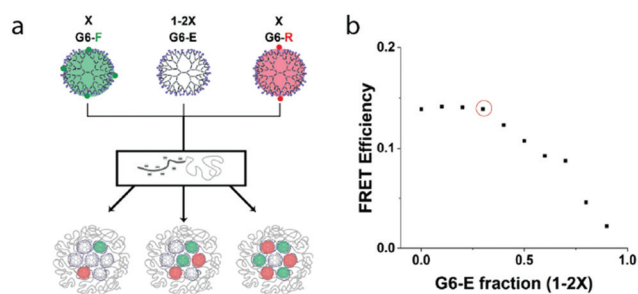 a
X
1-2X
X
G6-F
G6-E
G6-R
b
0.2
0.1
0.0
FRET Efficiency
0.0
0.5
1.0
G6-E fraction (1-2X)